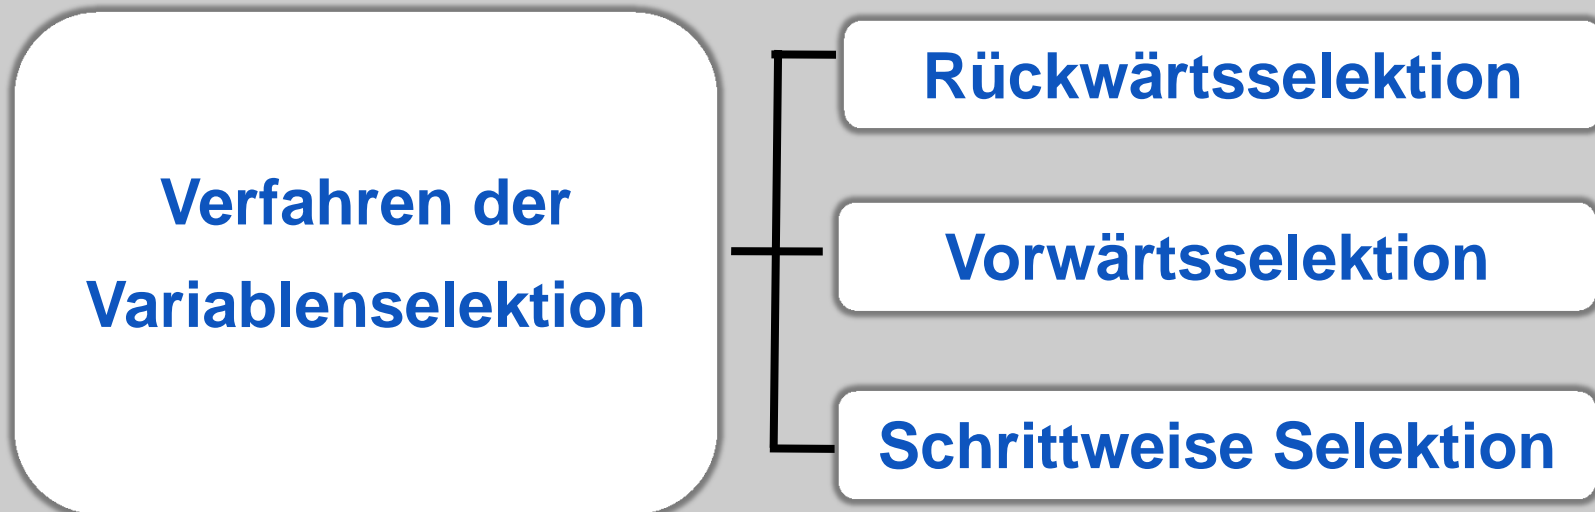 Verfahren der
Variablenselektion
Rückwärtsselektion
Vorwärtsselektion
Schrittweise Selektion